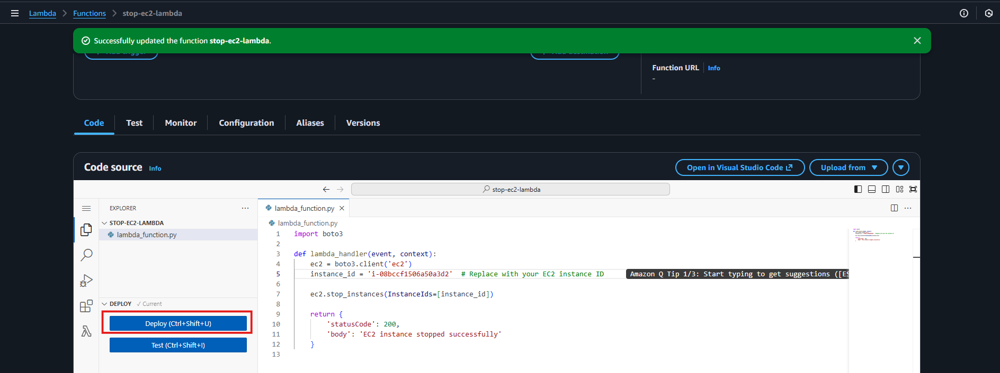 Lambda > Functions > stop-ec2-lambda
Successfully updated the function stop-ec2-lambda.
Function URL Info
-
Code Test Monitor Configuration Aliases Versions
Code source Info
Open in Visual Studio Code Upload from
stop-ec2-lambda
EXPLORER
STOP-EC2-LAMBDA
lambda_function.py
DEPLOY ✓ Current
Deploy (Ctrl+Shift+U)
Test (Ctrl+Shift+I)
lambda_function.py
lambda_function.py
1 import boto3
2
3 def lambda_handler(event, context):
4 ec2 = boto3.client('ec2')
5 instance_id = 'i-08bccf1506a50a3d2' # Replace with your EC2 instance ID Amazon Q Tip 1/3: Start typing to get suggestions ([ES
6
7 ec2.stop_instances(InstanceIds=[instance_id])
8
9 return {
10 'statusCode': 200,
11 'body': 'EC2 instance stopped successfully'
12 }
13